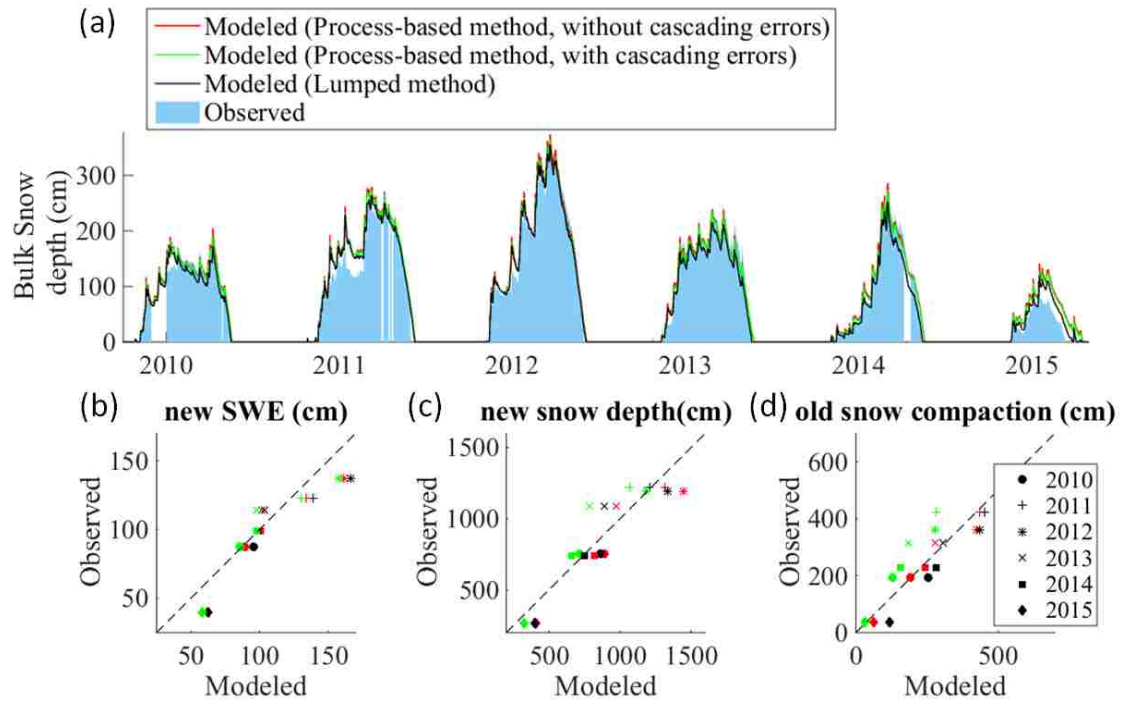 (a)
Modeled (Process-based method, without cascading errors)
Modeled (Process-based method, with cascading errors)
Modeled (Lumped method)
Observed
Bulk Snow
depth (cm)
300
200
100
0
2010
2011
2012
2013
2014
2015
(b)
new SWE (cm)
Observed
150
100
50
50
100
150
Modeled
(c)
new snow depth(cm)
Observed
1500
1000
500
500
1000
1500
Modeled
(d)
old snow compaction (cm)
Observed
600
400
200
0
0
500
Modeled
2010
2011
2012
2013
2014
2015